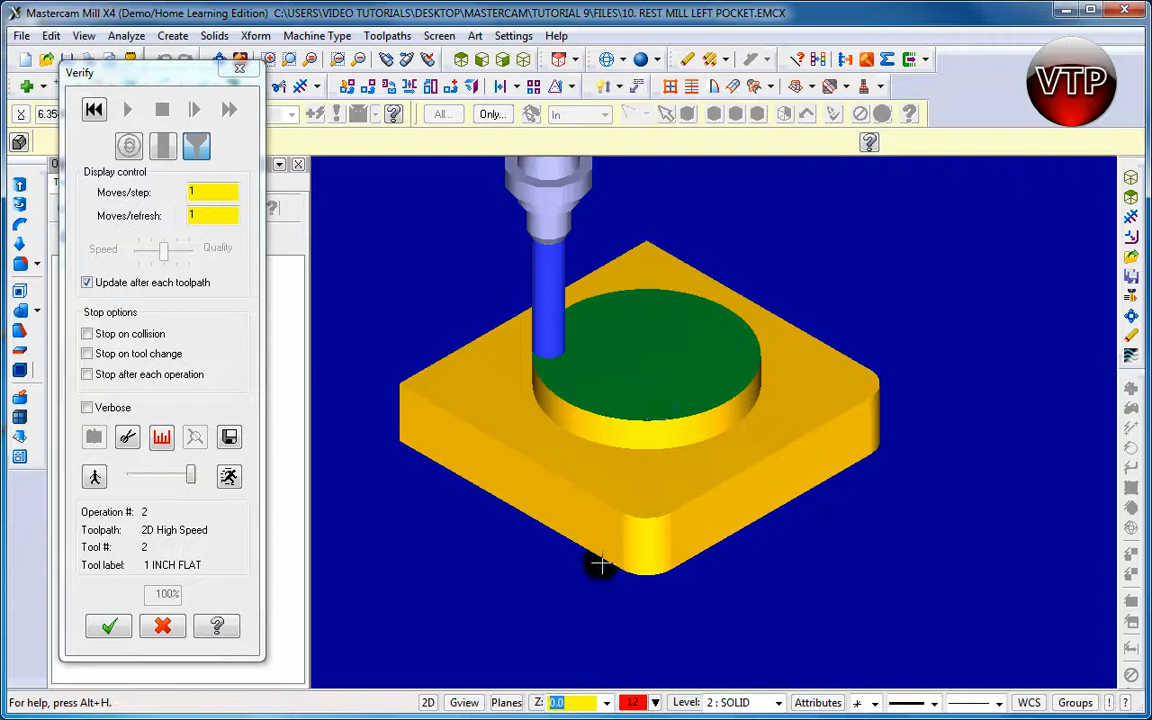 Mastercam Mill X4 (Demo/Home Learning Edition) C:\USERS\VIDEO TUTORIALS\DESKTOP\MASTERCAM\TUTORIAL 9\FILES\10. REST MILL LEFT POCKET.EMCX
File Edit View Analyze Create Solids Xform Machine Type Toolpaths Screen Art Settings Help
VTP
Verify
X 6.35
All... Only... In
Display control
Moves/step: 1
Moves/refresh: 1
Speed Quality
Update after each toolpath
Stop options
Stop on collision
Stop on tool change
Stop after each operation
Verbose
Operation #: 2
Toolpath: 2D High Speed
Tool #: 2
Tool label: 1 INCH FLAT
100%
For help, press Alt+H. 2D Gview Planes Z: 0.0 12 Level: 2 : SOLID Attributes WCS Groups ! ?